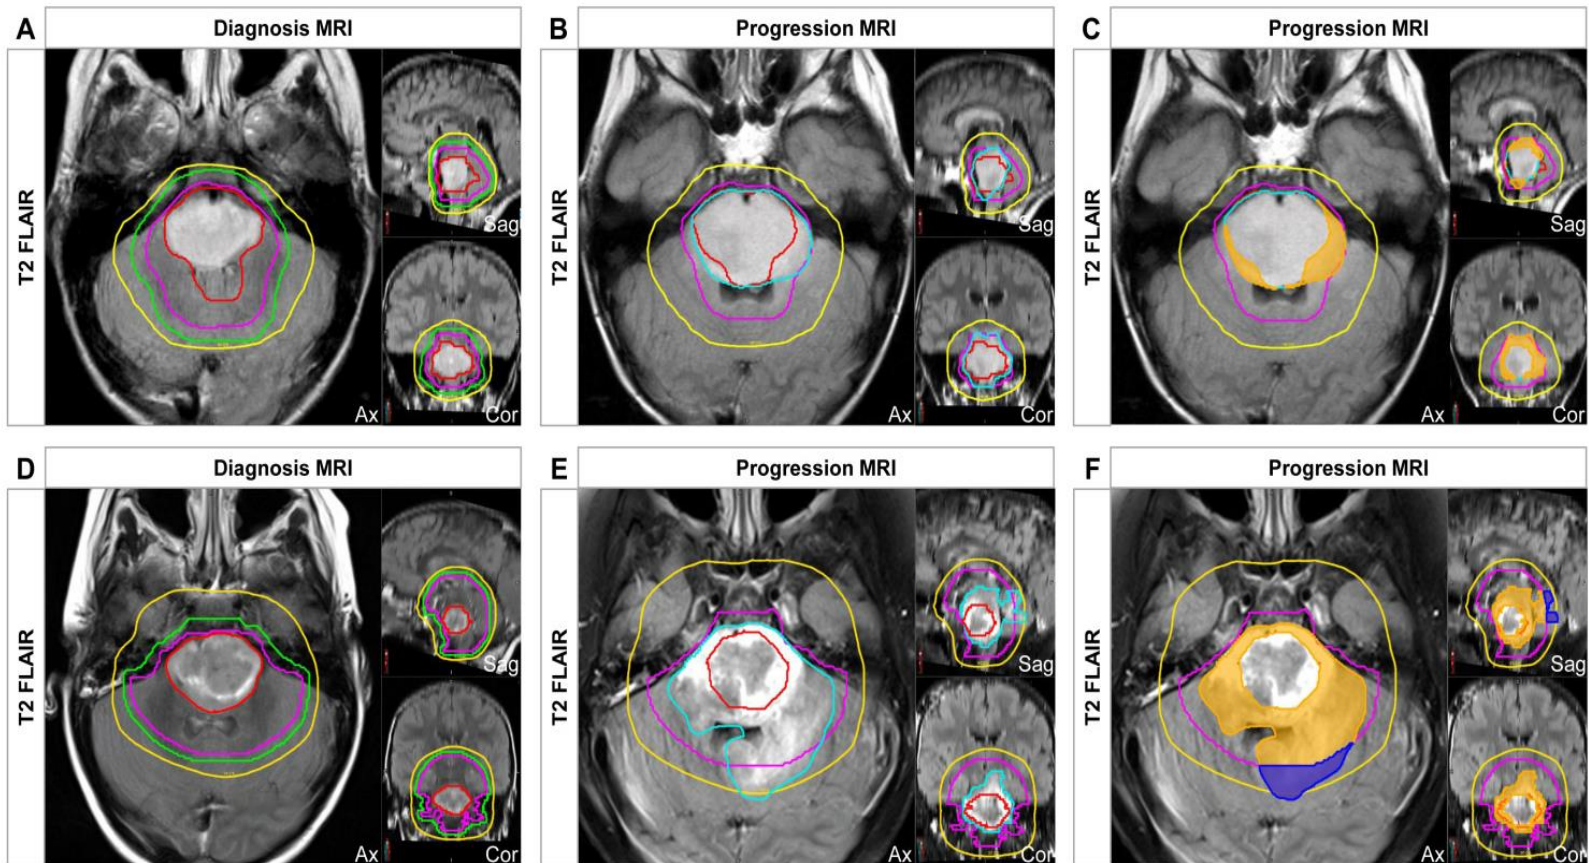 A Diagnosis MRI
T2 FLAIR
Sag
Ax
Cor
B Progression MRI
T2 FLAIR
Sag
Ax
Cor
C Progression MRI
T2 FLAIR
Sag
Ax
Cor
D Diagnosis MRI
T2 FLAIR
Sag
Ax
Cor
E Progression MRI
T2 FLAIR
Sag
Ax
Cor
F Progression MRI
T2 FLAIR
Sag
Ax
Cor